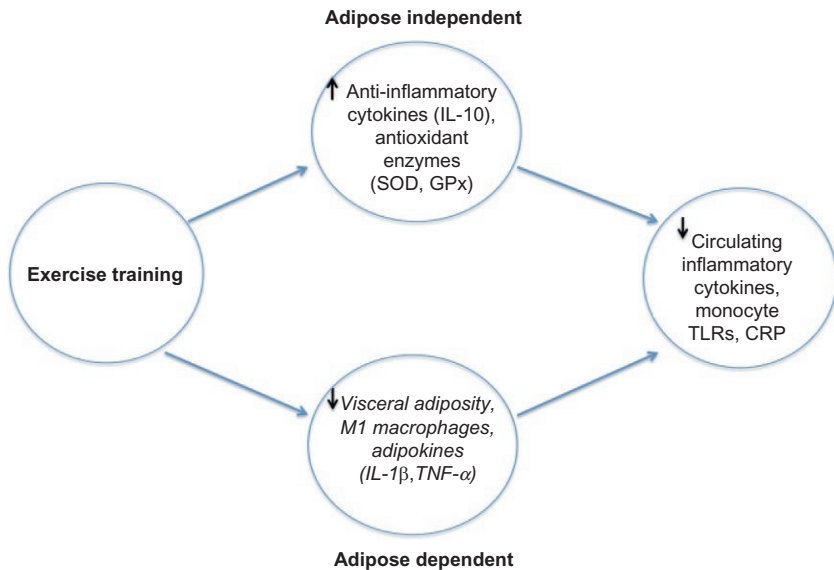 Adipose independent
Anti-inflammatory
cytokines (IL-10),
antioxidant
enzymes
(SOD, GPx)
Exercise training
Circulating
inflammatory
cytokines,
monocyte
TLRs, CRP
Visceral adiposity,
M1 macrophages,
adipokines
(IL-1β,TNF-α)
Adipose dependent